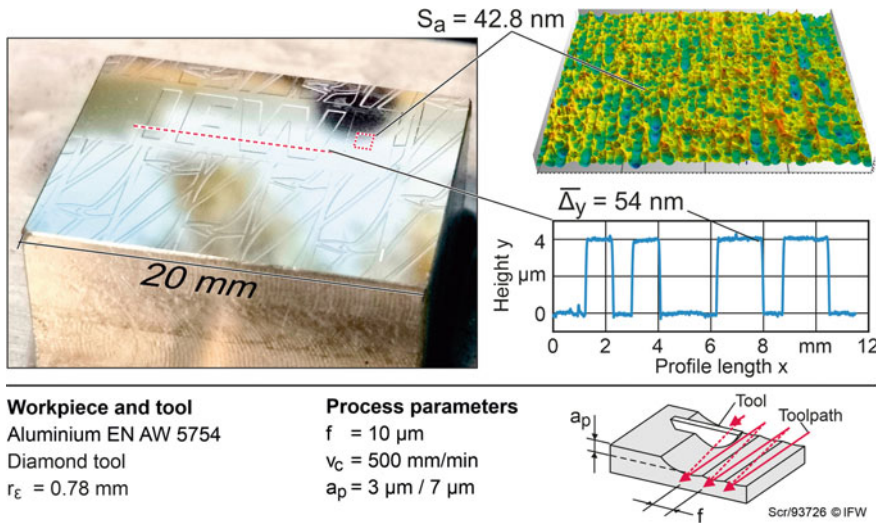 Sa = 42.8 nm
IFW
20 mm
Δy = 54 nm
4
μm
0
Height y
0 2 4 6 8 mm 12
Profile length x
Workpiece and tool
Aluminium EN AW 5754
Diamond tool
rε = 0.78 mm
Process parameters
f = 10 μm
vc = 500 mm/min
ap = 3 μm / 7 μm
Tool
Toolpath
ap
f
Scr/93726 © IFW